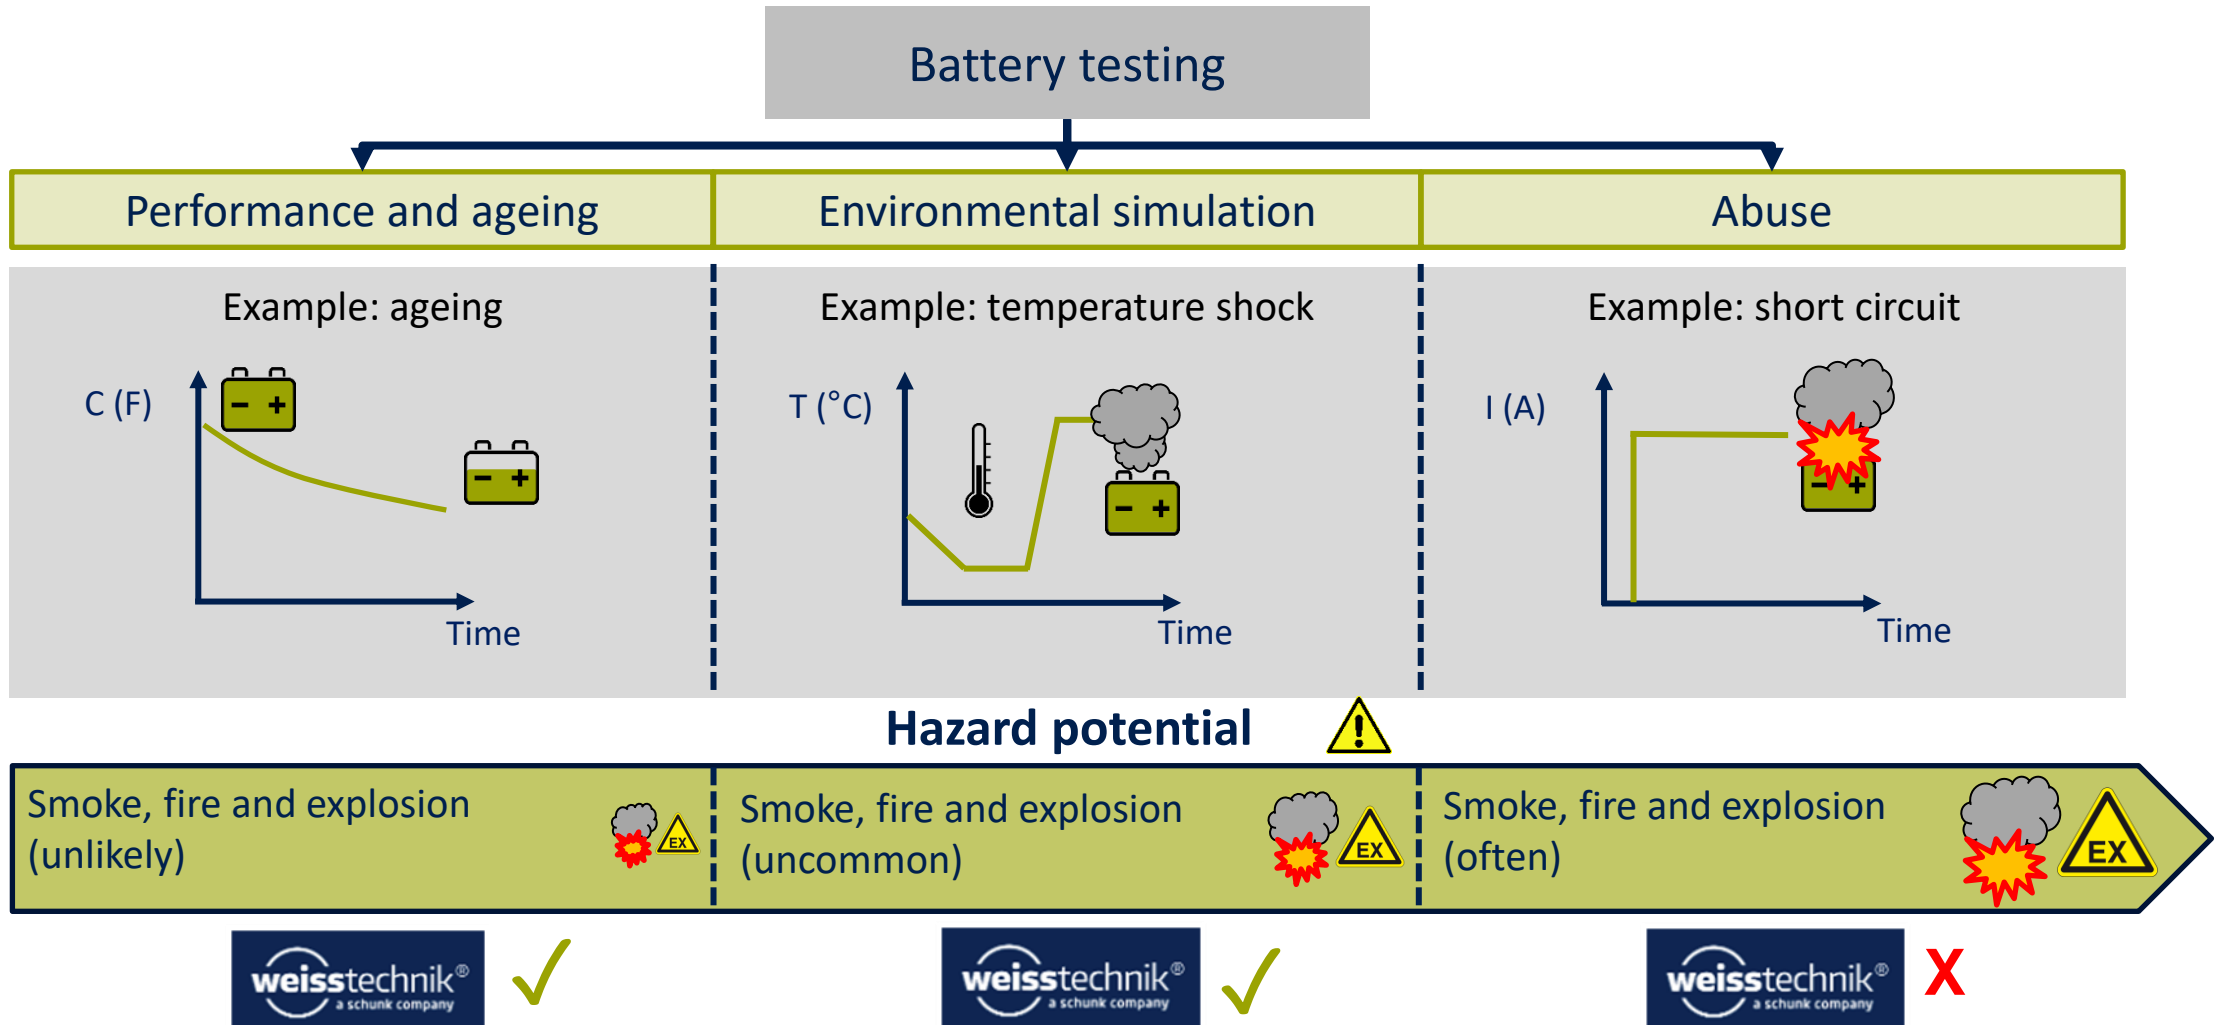 Battery testing
Performance and ageing
Environmental simulation
Abuse
Example: ageing
C (F)
- +
- +
Time
Example: temperature shock
T (°C)
- +
Time
Example: short circuit
I (A)
- +
Time
Hazard potential
!
Smoke, fire and explosion
(unlikely)
EX
Smoke, fire and explosion
(uncommon)
EX
Smoke, fire and explosion
(often)
EX
weisstechnik®
a schunk company
weisstechnik®
a schunk company
weisstechnik®
a schunk company
X